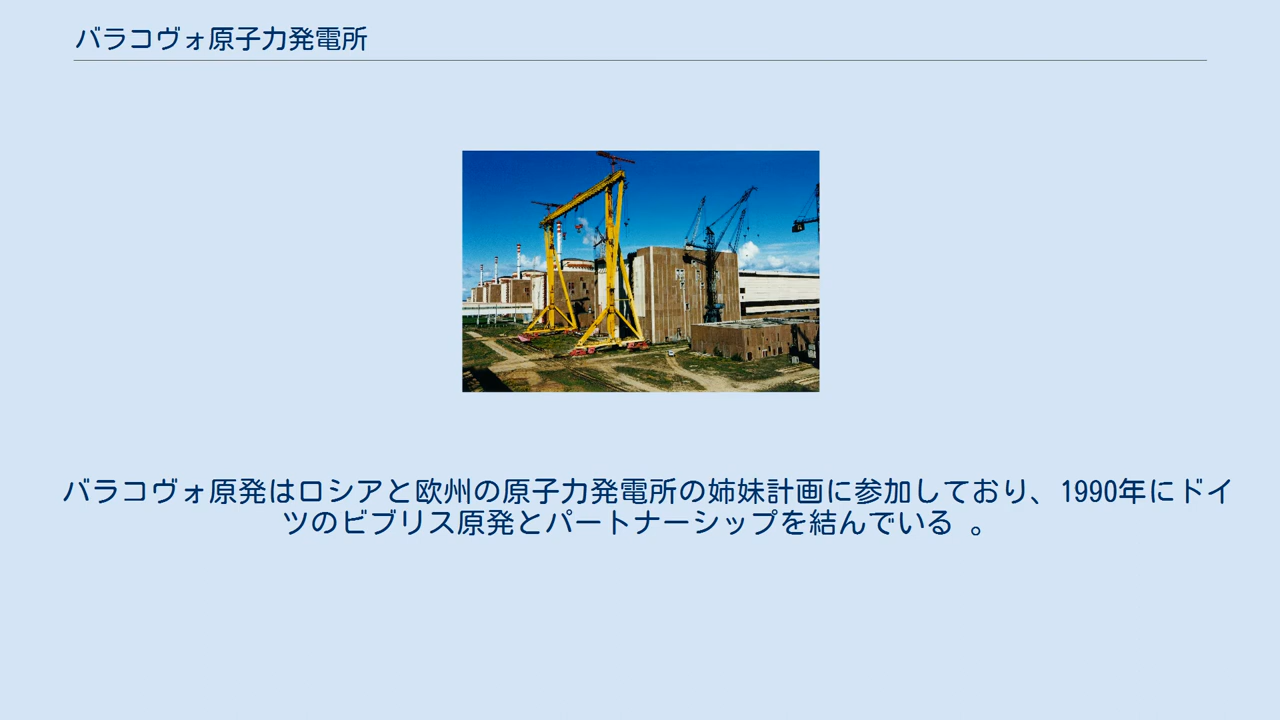 バラコヴォ原子力発電所
バラコヴォ原発はロシアと欧州の原子力発電所の姉妹計画に参加しており、1990年にドイ
ツのビブリス原発とパートナーシップを結んでいる 。